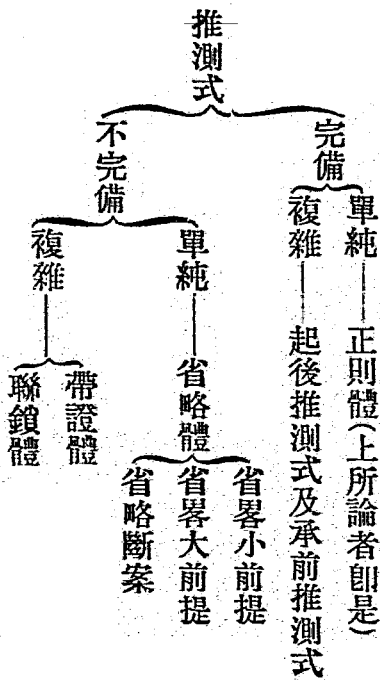 推測式
完備
單純——正則體(上所論者卽是)
複雜——起後推測式及承前推測式
不完備
單純——省略體
省畧小前提
省畧大前提
省略斷案
複雜
帶證體
聯鎖體